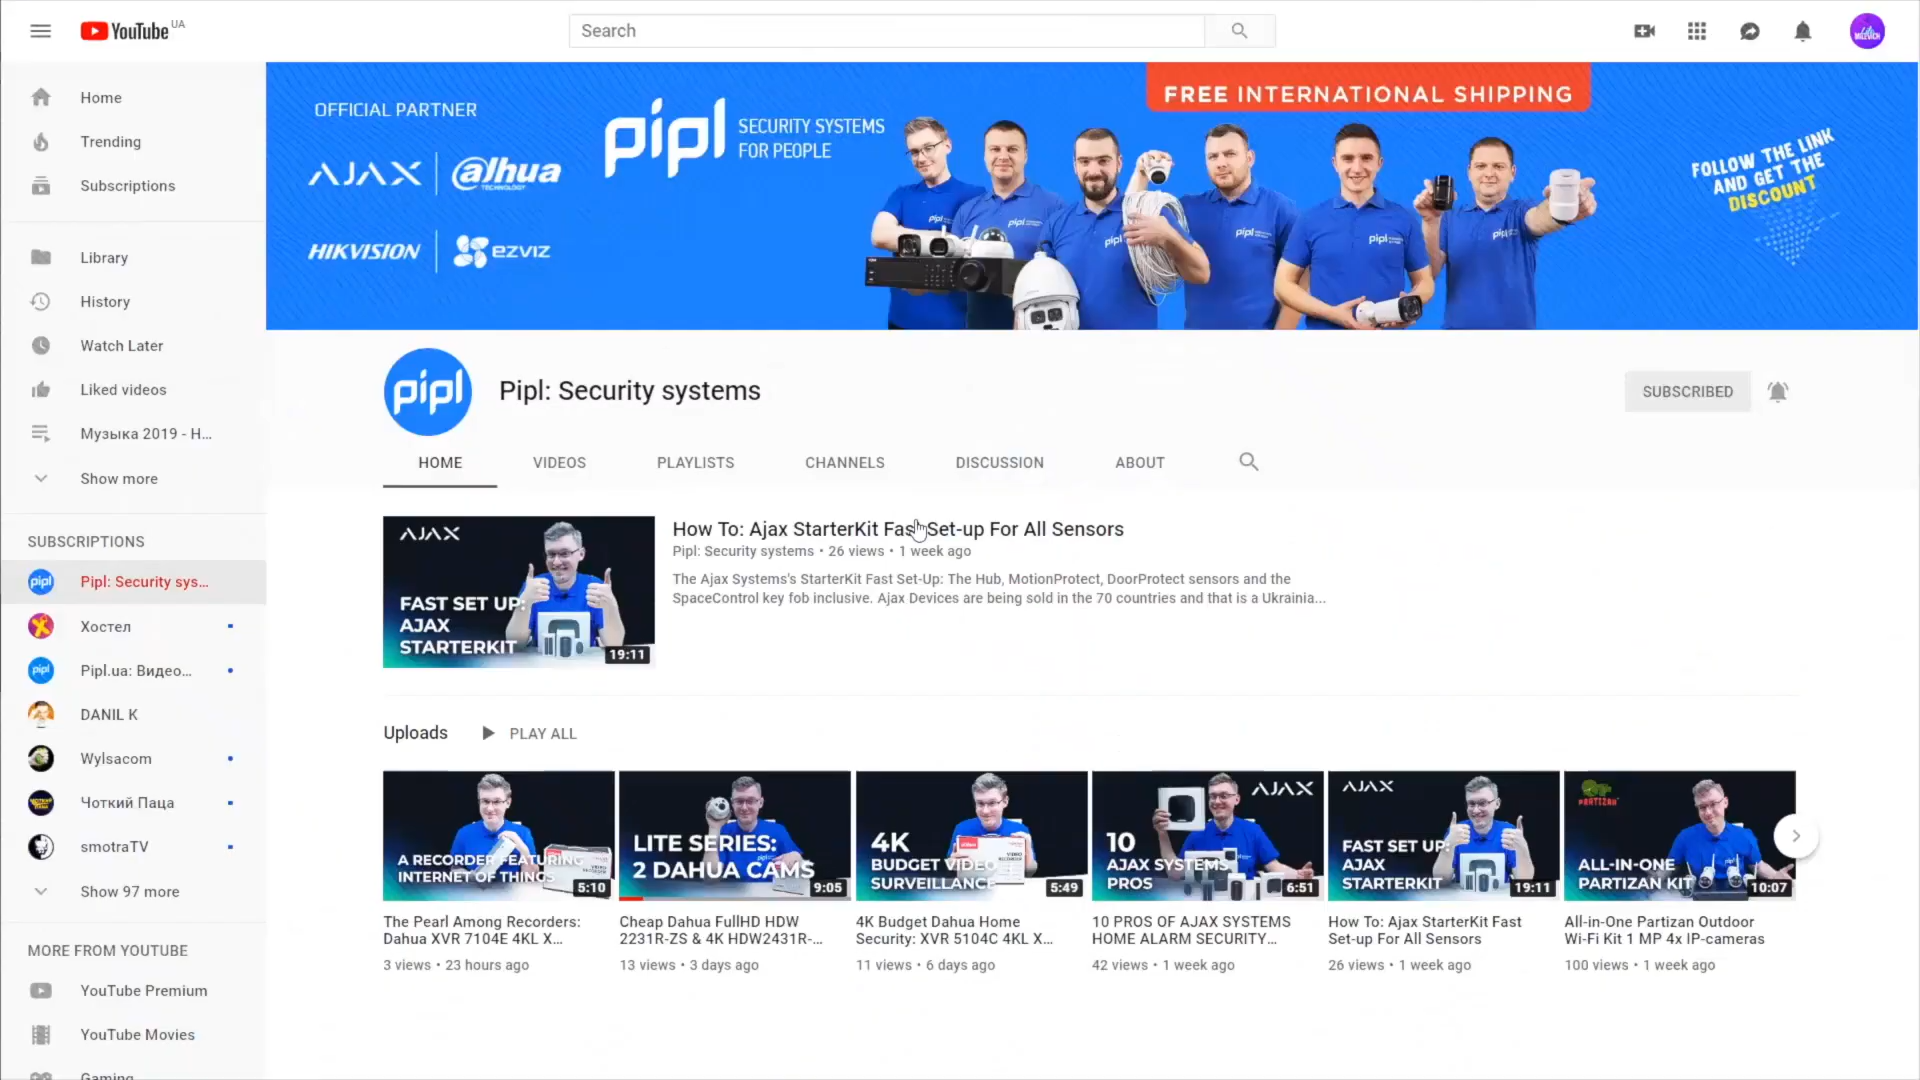 YouTube UA
Search
Home
Trending
Subscriptions
Library
History
Watch Later
Liked videos
Музыка 2019 - Н...
Show more
SUBSCRIPTIONS
Pipl: Security sys...
Хостел
Pipl.ua: Видео...
DANIL K
Wylsacom
Чоткий Паца
smotraTV
Show 97 more
MORE FROM YOUTUBE
YouTube Premium
YouTube Movies
Gaming
OFFICIAL PARTNER
AJAX
alhua
TECHNOLOGY
HIKVISION
ezviz
pipl
SECURITY SYSTEMS
FOR PEOPLE
FREE INTERNATIONAL SHIPPING
FOLLOW THE LINK
AND GET THE
DISCOUNT
pipl
pipl
pipl
pipl
pipl
pipl
pipl
Pipl: Security systems
SUBSCRIBED
HOME
VIDEOS
PLAYLISTS
CHANNELS
DISCUSSION
ABOUT
AJAX
FAST SET UP:
AJAX
STARTERKIT
19:11
How To: Ajax StarterKit Fast Set-up For All Sensors
Pipl: Security systems • 26 views • 1 week ago
The Ajax Systems's StarterKit Fast Set-Up: The Hub, MotionProtect, DoorProtect sensors and the
SpaceControl key fob inclusive. Ajax Devices are being sold in the 70 countries and that is a Ukrainia...
Uploads
PLAY ALL
A RECORDER FEATURING
INTERNET OF THINGS
5:10
The Pearl Among Recorders:
Dahua XVR 7104E 4KL X...
3 views • 23 hours ago
LITE SERIES:
2 DAHUA CAMS
9:05
Cheap Dahua FullHD HDW
2231R-ZS & 4K HDW2431R-...
13 views • 3 days ago
4K
BUDGET VIDEO
SURVEILLANCE
5:49
4K Budget Dahua Home
Security: XVR 5104C 4KL X...
11 views • 6 days ago
AJAX
10
AJAX SYSTEMS
PROS
6:51
10 PROS OF AJAX SYSTEMS
HOME ALARM SECURITY...
42 views • 1 week ago
AJAX
FAST SET UP:
AJAX
STARTERKIT
19:11
How To: Ajax StarterKit Fast
Set-up For All Sensors
26 views • 1 week ago
PARTIZAN
ALL-IN-ONE
PARTIZAN KIT
10:07
All-in-One Partizan Outdoor
Wi-Fi Kit 1 MP 4x IP-cameras
100 views • 1 week ago